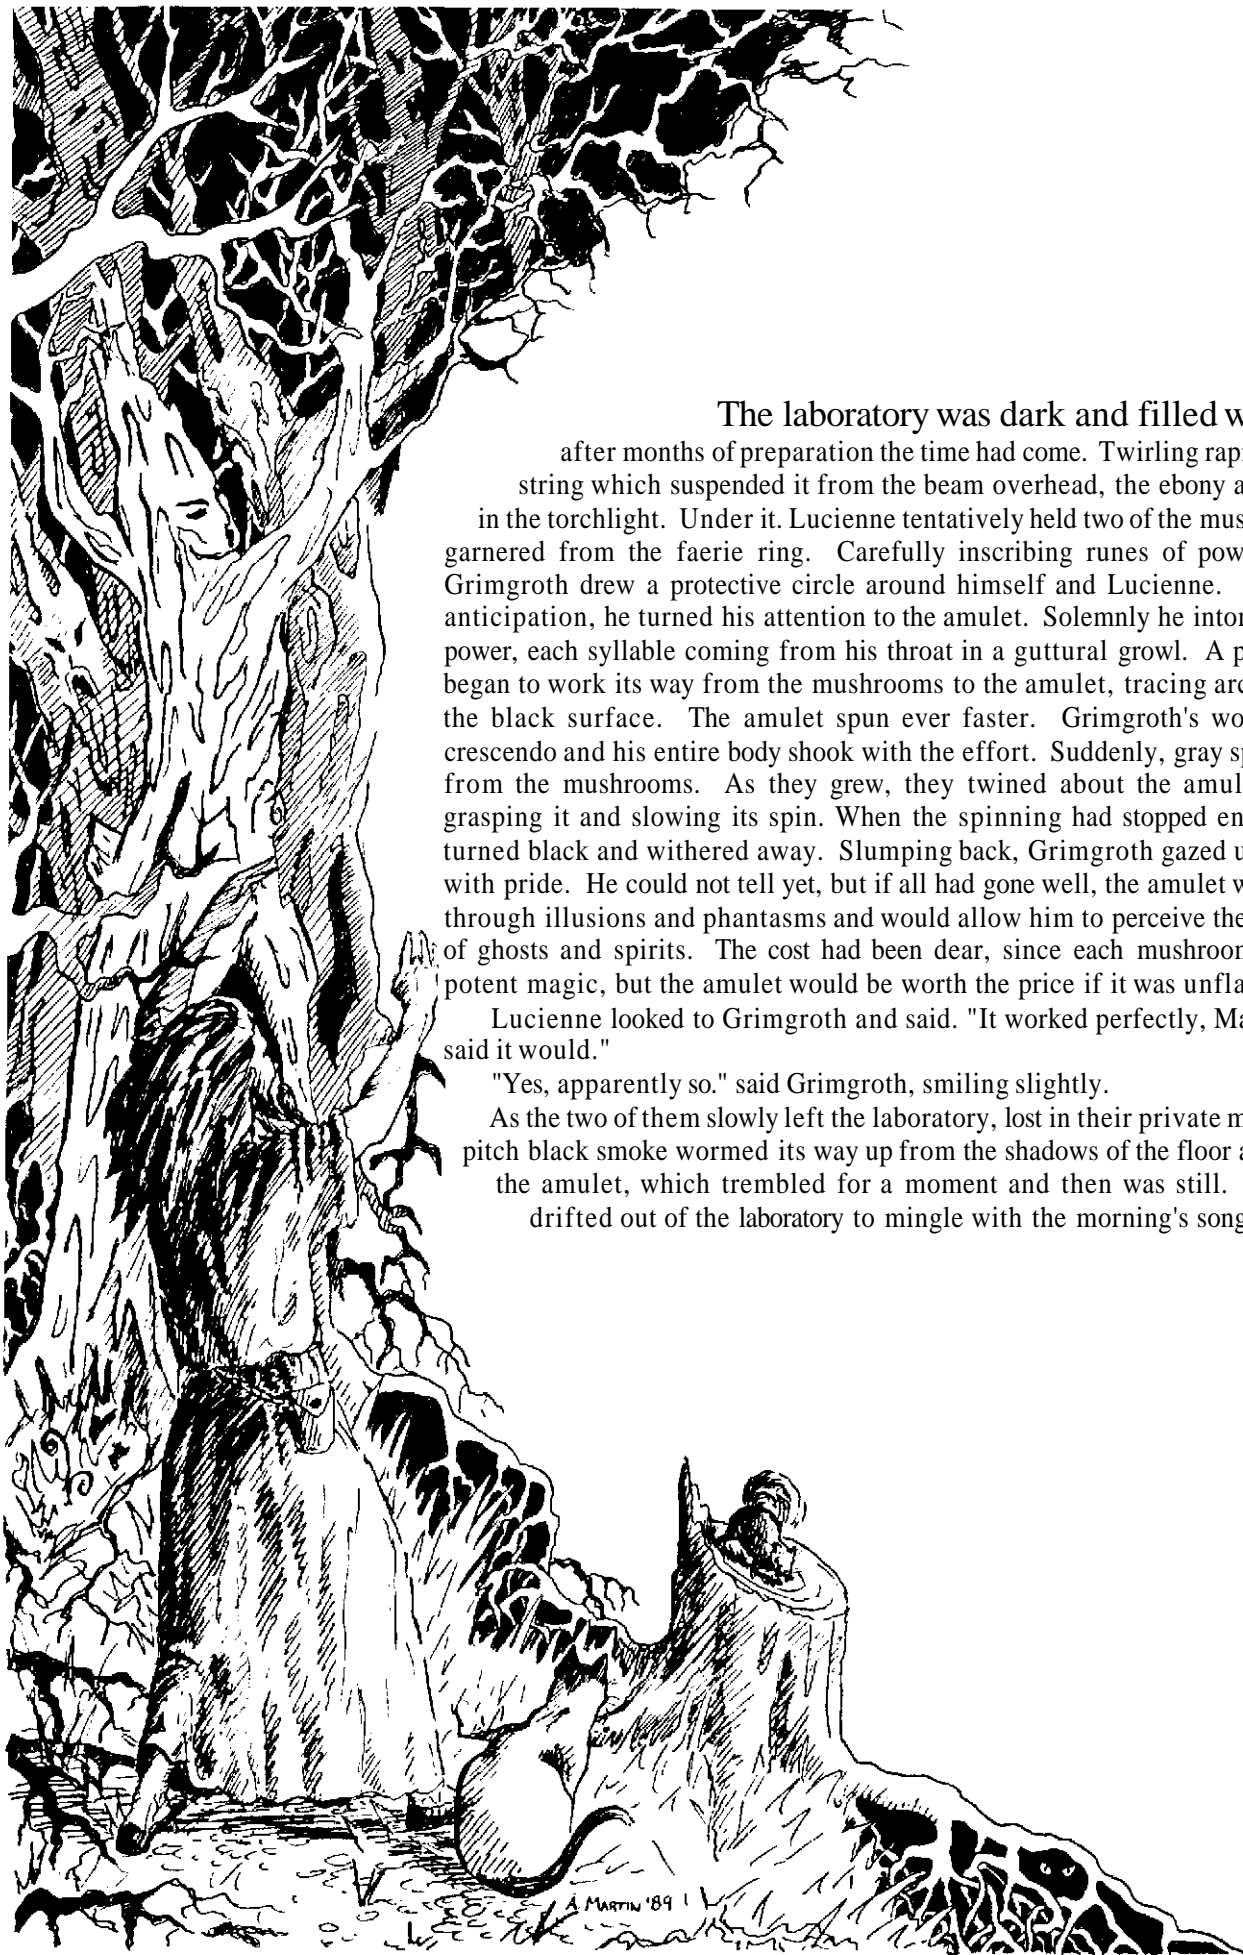 The laboratory was dark and filled w
after months of preparation the time had come. Twirling rapi
string which suspended it from the beam overhead, the ebony a
in the torchlight. Under it. Lucienne tentatively held two of the mus
garnered from the faerie ring. Carefully inscribing runes of pow
Grimgroth drew a protective circle around himself and Lucienne.
anticipation, he turned his attention to the amulet. Solemnly he intor
power, each syllable coming from his throat in a guttural growl. A p
began to work its way from the mushrooms to the amulet, tracing arc
the black surface. The amulet spun ever faster. Grimgroth's wo
crescendo and his entire body shook with the effort. Suddenly, gray sp
from the mushrooms. As they grew, they twined about the amul
grasping it and slowing its spin. When the spinning had stopped en
turned black and withered away. Slumping back, Grimgroth gazed u
with pride. He could not tell yet, but if all had gone well, the amulet w
through illusions and phantasms and would allow him to perceive the
of ghosts and spirits. The cost had been dear, since each mushroom
potent magic, but the amulet would be worth the price if it was unfla
Lucienne looked to Grimgroth and said. "It worked perfectly, Ma
said it would."
"Yes, apparently so." said Grimgroth, smiling slightly.
As the two of them slowly left the laboratory, lost in their private m
pitch black smoke wormed its way up from the shadows of the floor a
the amulet, which trembled for a moment and then was still.
drifted out of the laboratory to mingle with the morning's song
A. MARTIN '89